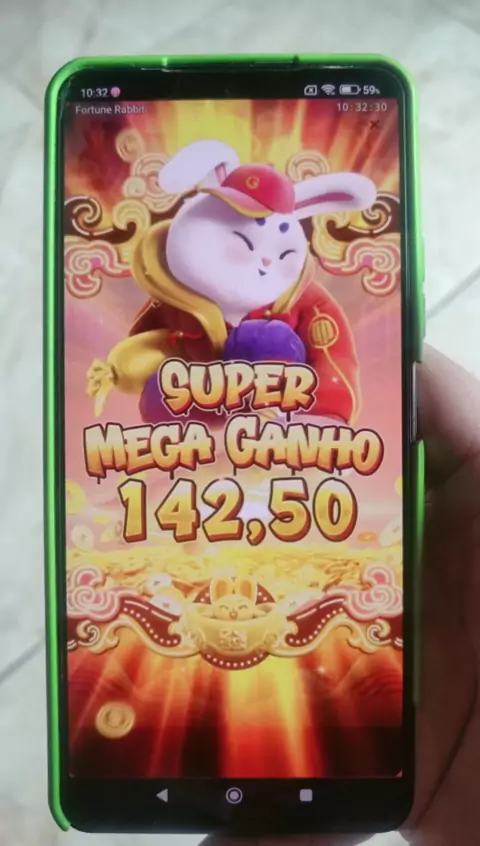 10:32 59%
Fortune Rabbit 10:32:30
SUPER
MEGA GANHO
142,50